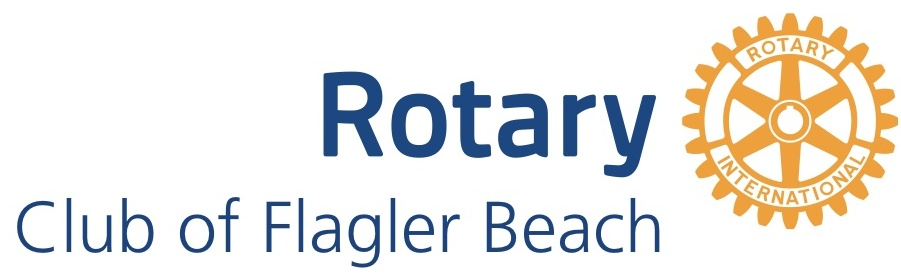 Rotary
Club of Flagler Beach
ROTARY
INTERNATIONAL